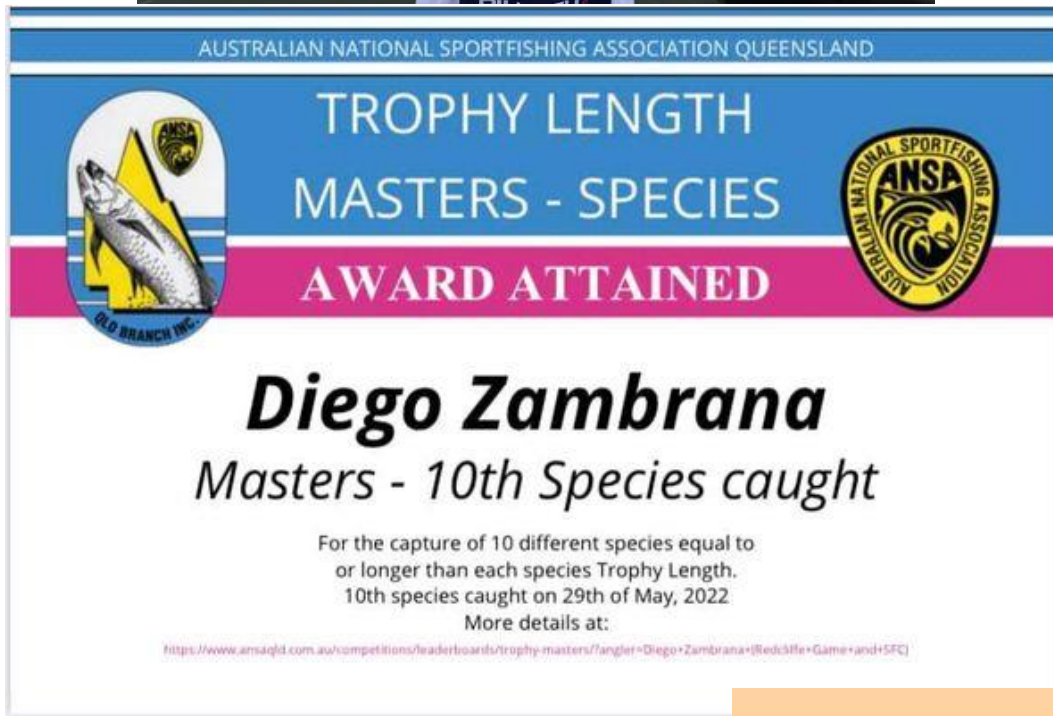 AUSTRALIAN NATIONAL SPORTFISHING ASSOCIATION QUEENSLAND
TROPHY LENGTH
MASTERS - SPECIES
AWARD ATTAINED
ANSA
QLD BRANCH INC.
AUSTRALIAN NATIONAL SPORTFISHING ASSOCIATION
ANSA
Diego Zambrana
Masters - 10th Species caught
For the capture of 10 different species equal to
or longer than each species Trophy Length.
10th species caught on 29th of May, 2022
More details at:
https://www.ansaqld.com.au/competitions/leaderboards/trophy-masters/?angler=Diego+Zambrana+(Redcliffe+Game+and+SFC)